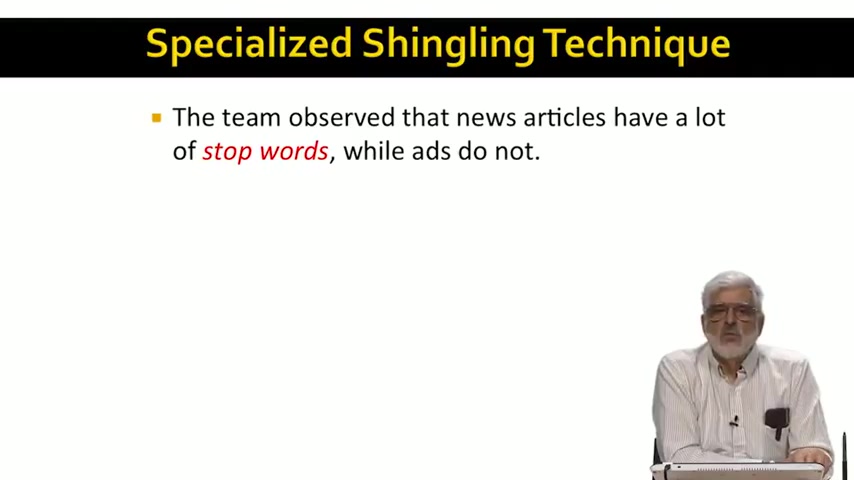 Specialized Shingling Technique
The team observed that news articles have a lot
of stop words, while ads do not.